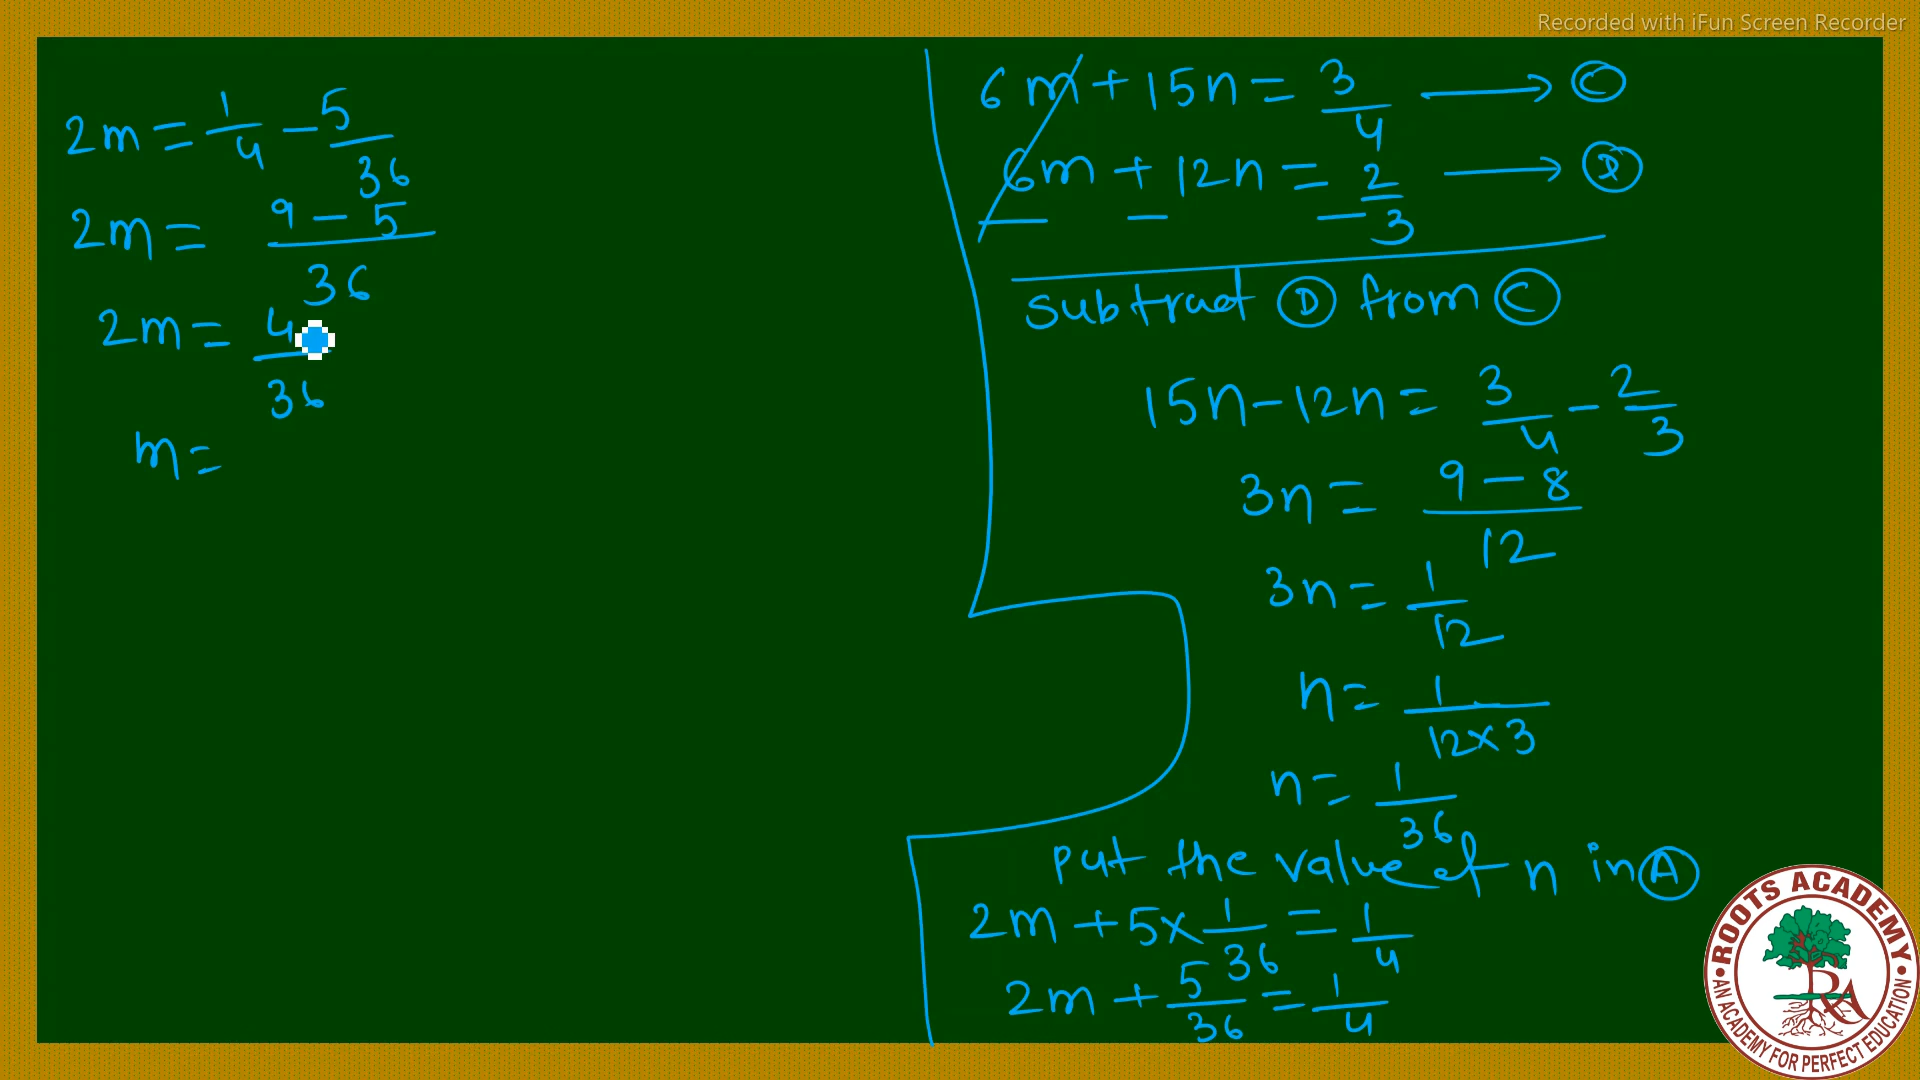 Recorded with iFun Screen Recorder
6m + 15n = 3/4 → C
6m + 12n = 2/3 → D
— — —
subtract D from C
15n - 12n = 3/4 - 2/3
3n = 9 - 8/12
3n = 1/12
n = 1/12×3
n = 1/36
put the value of n in A
2m + 5 × 1/36 = 1/4
2m + 5/36 = 1/4
2m = 1/4 - 5/36
2m = 9 - 5/36
2m = 4/36
m =
ROOTS ACADEMY
RA
AN ACADEMY FOR PERFECT EDUCATION